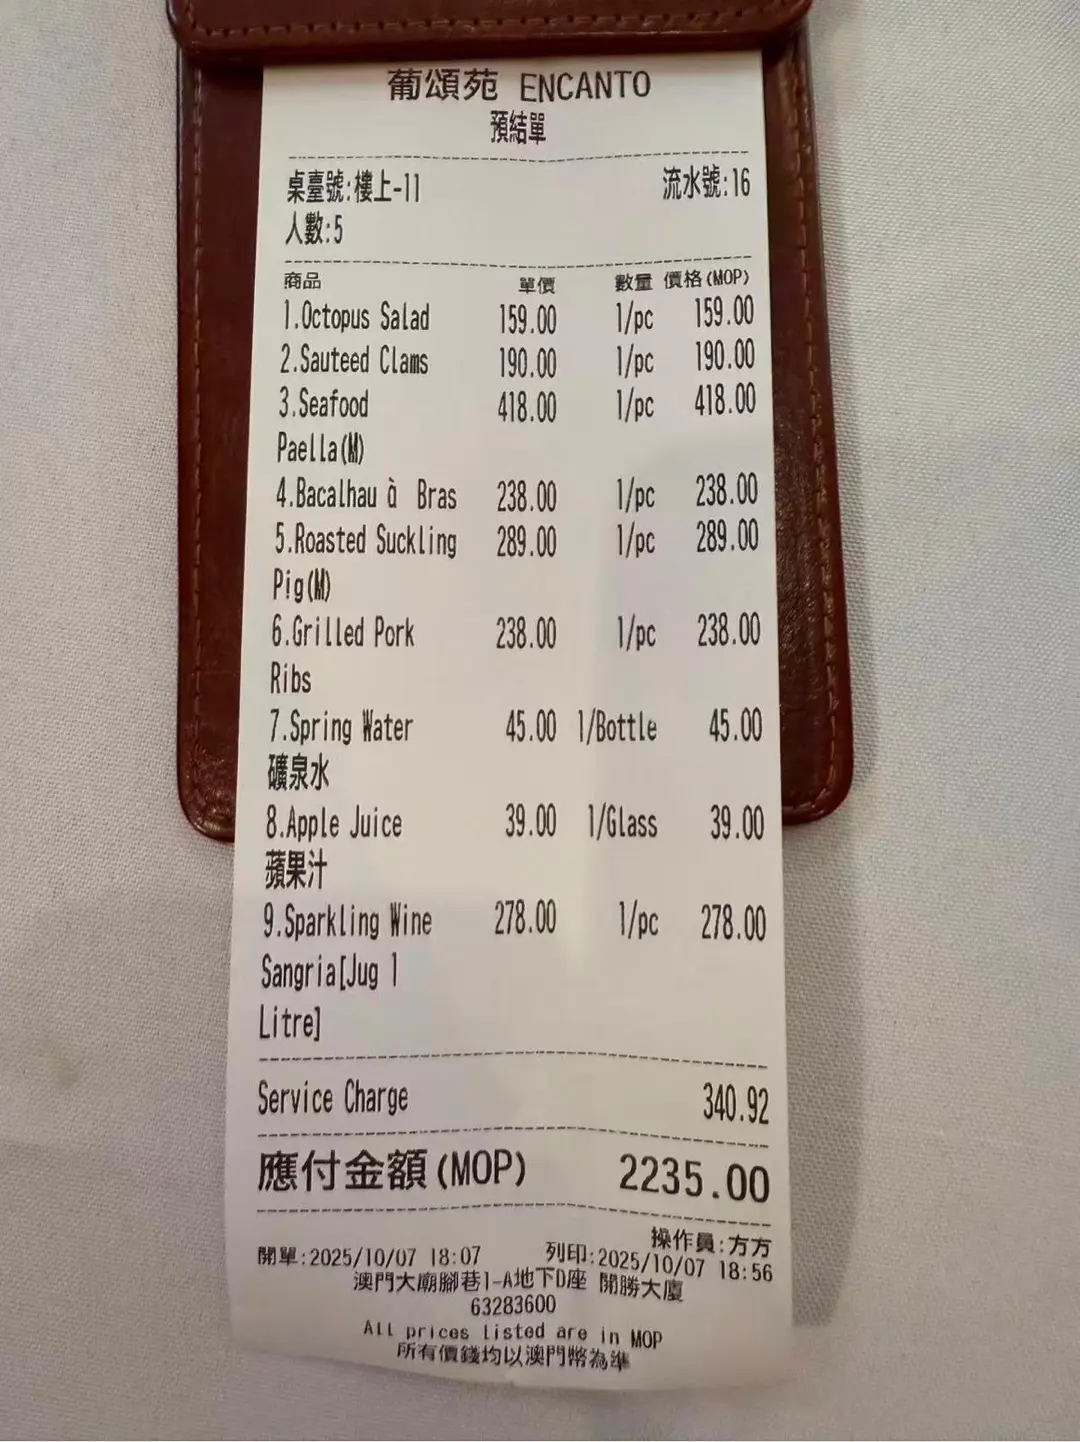 葡頌苑 ENCANTO
預結單
桌臺號:樓上-11 流水號:16
人數:5
商品 單價 數量 價格(MOP)
1.Octopus Salad 159.00 1/pc 159.00
2.Sauteed Clams 190.00 1/pc 190.00
3.Seafood 418.00 1/pc 418.00
Paella(M)
4.Bacalhau à Bras 238.00 1/pc 238.00
5.Roasted Suckling 289.00 1/pc 289.00
Pig(M)
6.Grilled Pork 238.00 1/pc 238.00
Ribs
7.Spring Water 45.00 1/Bottle 45.00
礦泉水
8.Apple Juice 39.00 1/Glass 39.00
蘋果汁
9.Sparkling Wine 278.00 1/pc 278.00
Sangria[Jug 1
Litre]
Service Charge 340.92
應付金額(MOP) 2235.00
操作員:方方
開單:2025/10/07 18:07 列印:2025/10/07 18:56
澳門大廟腳巷1-A地下D座 開勝大廈
63283600
All prices listed are in MOP
所有價錢均以澳門幣為準